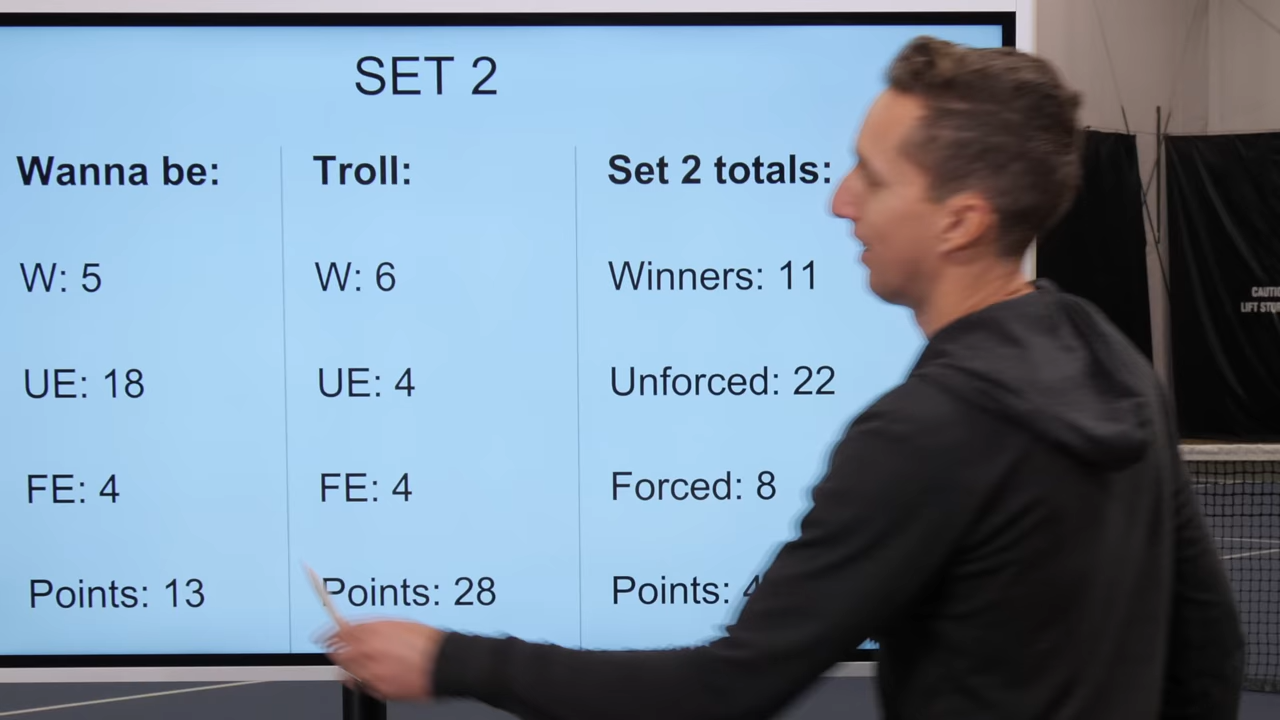 SET 2
Wanna be:
W: 5
UE: 18
FE: 4
Points: 13
Troll:
W: 6
UE: 4
FE: 4
Points: 28
Set 2 totals:
Winners: 11
Unforced: 22
Forced: 8
Points:
LIFT